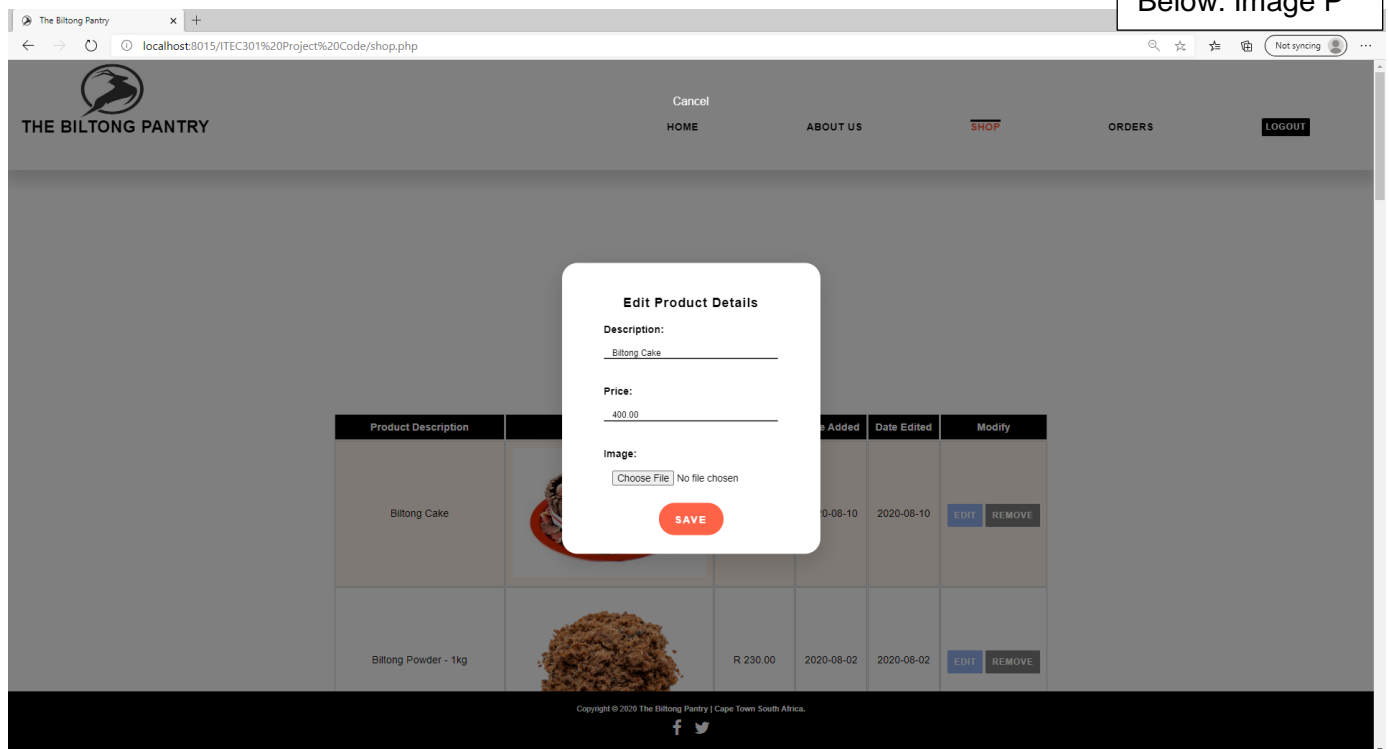 Below: Image P
The Biltong Pantry
localhost:8015/ITEC301%20Project%20Code/shop.php
Not syncing
THE BILTONG PANTRY
Cancel
HOME ABOUT US SHOP ORDERS LOGOUT
Edit Product Details
Description:
Biltong Cake
Price:
400.00
Image:
Choose File No file chosen
SAVE
Product Description e Added Date Edited Modify
Biltong Cake 0-08-10 2020-08-10 EDIT REMOVE
Biltong Powder - 1kg R 230.00 2020-08-02 2020-08-02 EDIT REMOVE
Copyright © 2020 The Biltong Pantry | Cape Town South Africa.